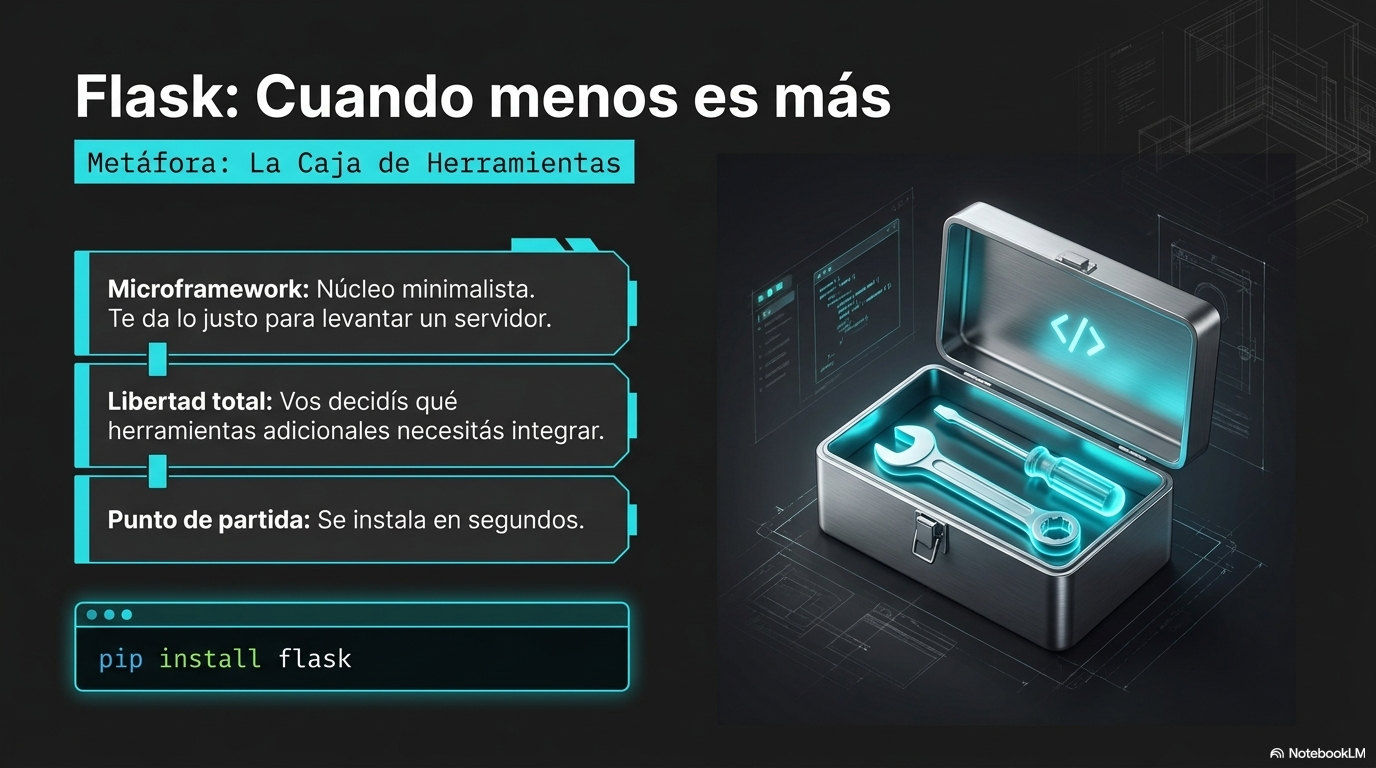 Flask: Cuando menos es más
Metáfora: La Caja de Herramientas
Microframework: Núcleo minimalista.
Te da lo justo para levantar un servidor.
Libertad total: Vos decidís qué
herramientas adicionales necesitás integrar.
Punto de partida: Se instala en segundos.
pip install flask
</>
NotebookLM